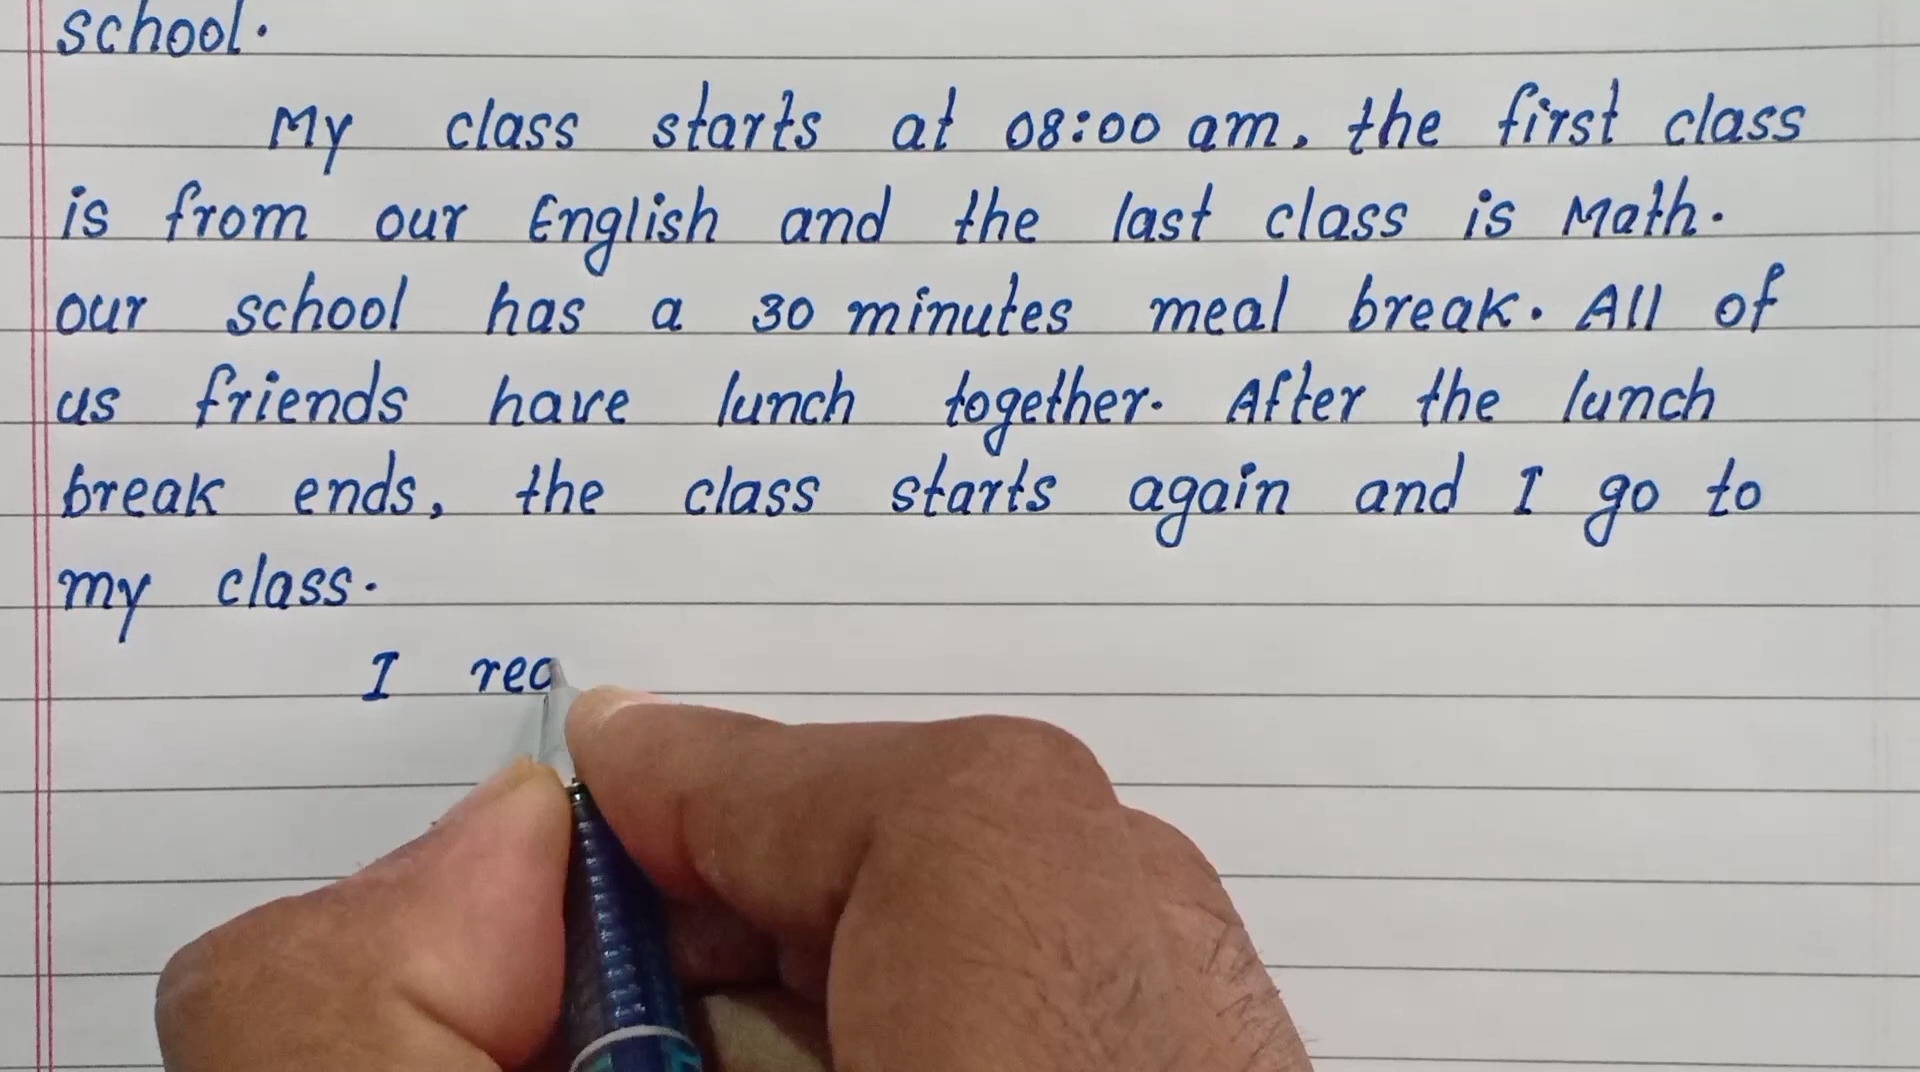 school.
My class starts at 08:00 am. the first class
is from our English and the last class is Math.
our school has a 30 minutes meal break. All of
us friends have lunch together. After the lunch
break ends, the class starts again and I go to
my class.
I rea